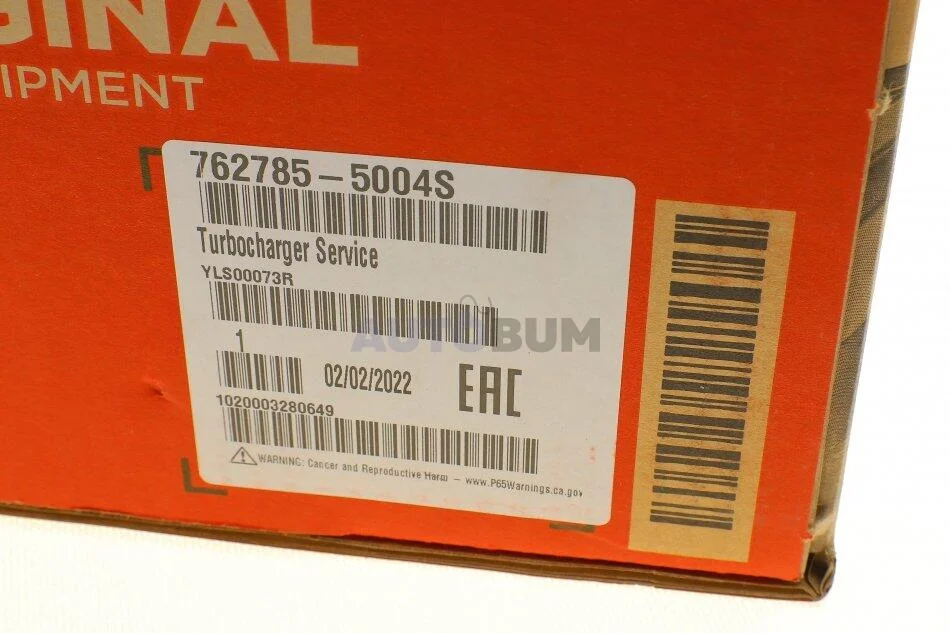 GINAL
IPMENT
762785-5004S
Turbocharger Service
YLS00073R
AUTOBUM
1
02/02/2022
EAC
1020003280649
WARNING: Cancer and Reproductive Harm - www.P65Warnings.ca.gov